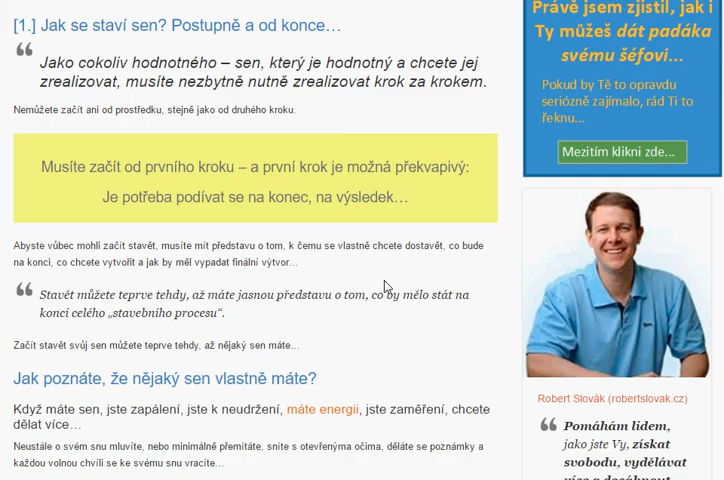 [1.] Jak se staví sen? Postupně a od konce…
Jako cokoliv hodnotného – sen, který je hodnotný a chcete jej
zrealizovat, musíte nezbytně nutně zrealizovat krok za krokem.
Nemůžete začít ani od prostředku, stejně jako od druhého kroku.
Musíte začít od prvního kroku – a první krok je možná překvapivý:
Je potřeba podívat se na konec, na výsledek…
Abyste vůbec mohli začít stavět, musíte mít představu o tom, k čemu se vlastně chcete dostavět, co bude
na konci, co chcete vytvořit a jak by měl vypadat finální výtvor…
Stavět můžete teprve tehdy, až máte jasnou představu o tom, co by mělo stát na
konci celého „stavebního procesu“.
Začít stavět svůj sen můžete teprve tehdy, až nějaký sen máte…
Jak poznáte, že nějaký sen vlastně máte?
Když máte sen, jste zapálení, jste k neudržení, máte energii, jste zaměření, chcete
dělat více…
Neustále o svém snu mluvíte, nebo minimálně přemítáte, sníte s otevřenýma očima, děláte se poznámky a
každou volnou chvíli se ke svému snu vracíte…
Právě jsem zjistil, jak i
Ty můžeš dát padáka
svému šéfovi...
Pokud by Tě to opravdu
seriózně zajímalo, rád Ti to
řeknu...
Mezitím klikni zde...
Robert Slovák (robertslovak.cz)
Pomáhám lidem,
jako jste Vy, získat
svobodu, vydělávat
více a dosáhnout